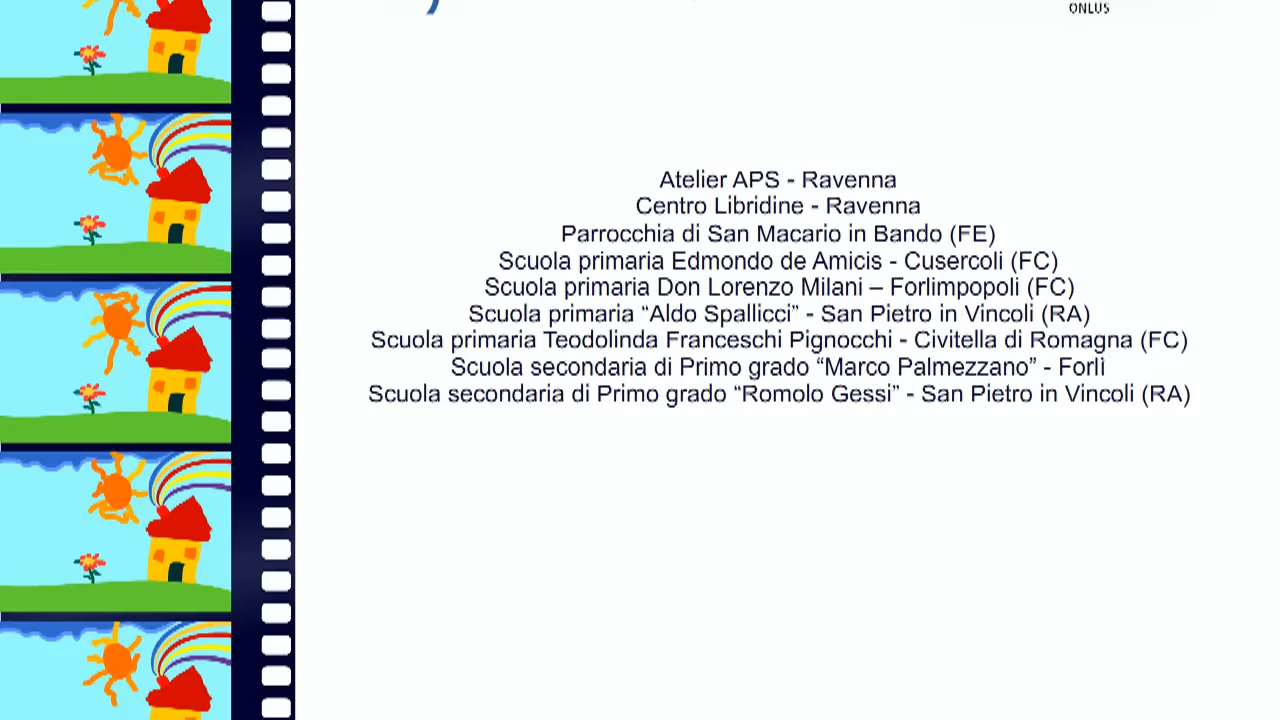 ONLUS
Atelier APS - Ravenna
Centro Libridine - Ravenna
Parrocchia di San Macario in Bando (FE)
Scuola primaria Edmondo de Amicis - Cusercoli (FC)
Scuola primaria Don Lorenzo Milani – Forlimpopoli (FC)
Scuola primaria “Aldo Spallicci” - San Pietro in Vincoli (RA)
Scuola primaria Teodolinda Franceschi Pignocchi - Civitella di Romagna (FC)
Scuola secondaria di Primo grado “Marco Palmezzano” - Forlì
Scuola secondaria di Primo grado “Romolo Gessi” - San Pietro in Vincoli (RA)